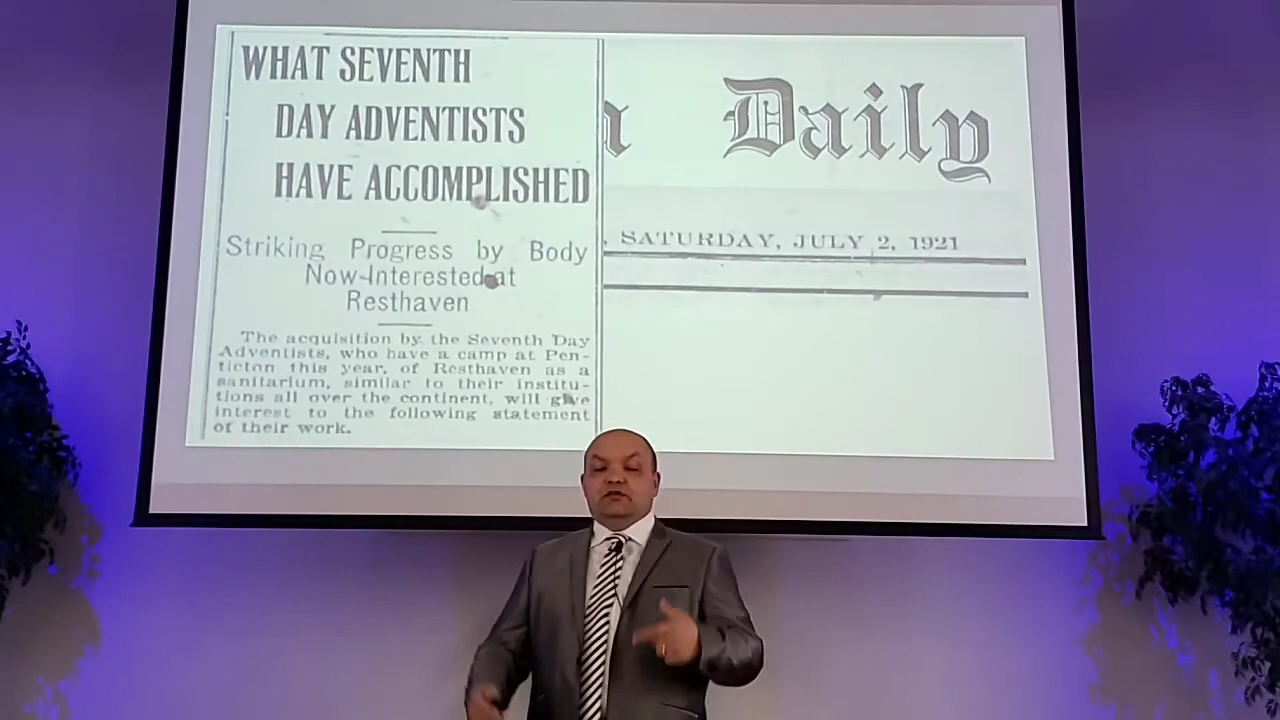 WHAT SEVENTH
DAY ADVENTISTS
HAVE ACCOMPLISHED
Striking Progress by Body
Now Interested at
Resthaven
The acquisition by the Seventh Day
Adventists, who have a camp at Pen-
ticton this year, of Resthaven as a
sanitarium, similar to their institu-
tions all over the continent, will give
interest to the following statement
of their work.
a Daily
, SATURDAY, JULY 2, 1921